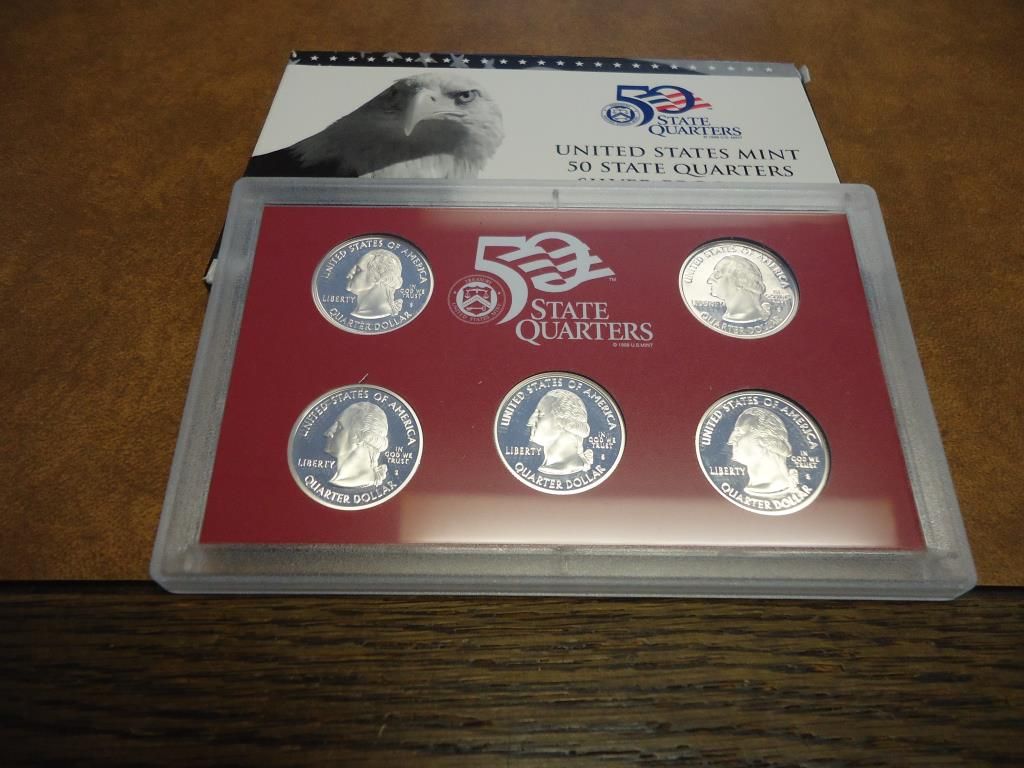 50
STATE
QUARTERS
UNITED STATES MINT
50 STATE QUARTERS
50
STATE
QUARTERS
UNITED STATES OF AMERICA
LIBERTY
IN
GOD WE
TRUST
S
QUARTER DOLLAR
UNITED STATES OF AMERICA
LIBERTY
QUARTER DOLLAR
UNITED STATES OF AMERICA
LIBERTY
IN
GOD WE
TRUST
S
QUARTER DOLLAR
UNITED STATES OF AMERICA
LIBERTY
IN
GOD WE
TRUST
S
QUARTER DOLLAR
UNITED STATES OF AMERICA
LIBERTY
IN
GOD WE
TRUST
S
QUARTER DOLLAR